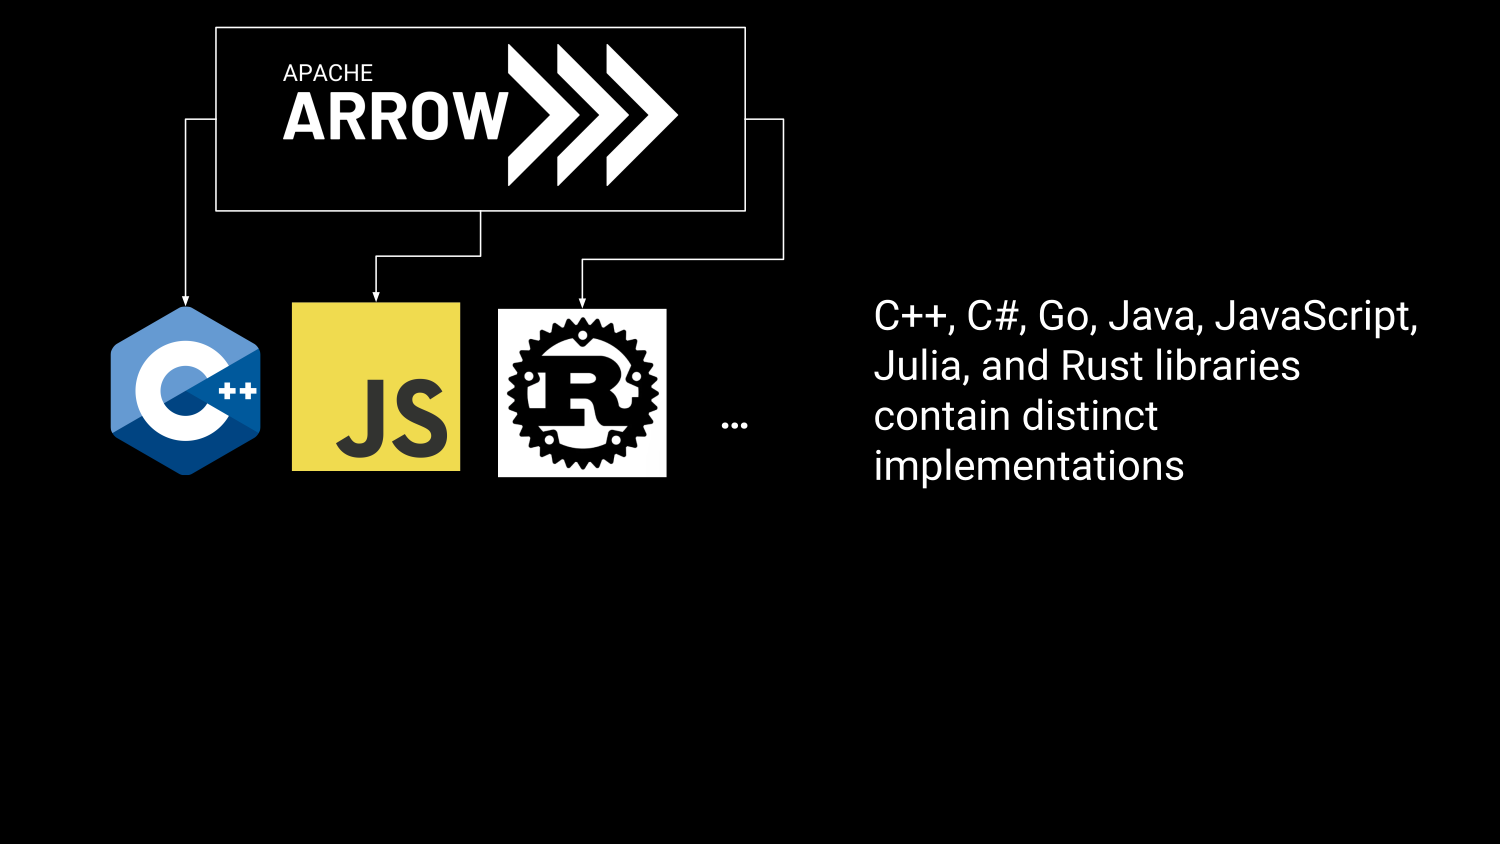 APACHE
ARROW
C++
JS
R
...
C++, C#, Go, Java, JavaScript,
Julia, and Rust libraries
contain distinct
implementations